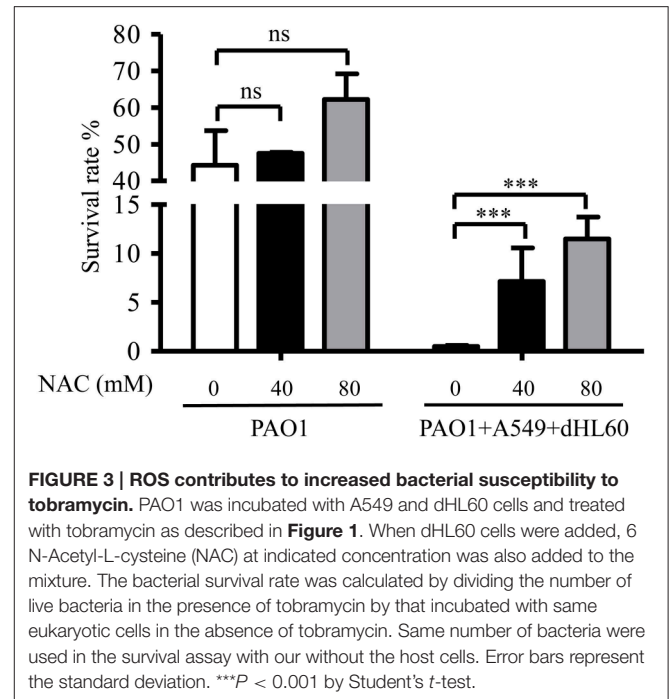 80
70
60
50
40
15
10
5
0
Survival rate %
ns
ns
***
***
NAC (mM) 0 40 80 0 40 80
PAO1 PAO1+A549+dHL60
FIGURE 3 | ROS contributes to increased bacterial susceptibility to
tobramycin. PAO1 was incubated with A549 and dHL60 cells and treated
with tobramycin as described in Figure 1. When dHL60 cells were added, 6
N-Acetyl-L-cysteine (NAC) at indicated concentration was also added to the
mixture. The bacterial survival rate was calculated by dividing the number of
live bacteria in the presence of tobramycin by that incubated with same
eukaryotic cells in the absence of tobramycin. Same number of bacteria were
used in the survival assay with our without the host cells. Error bars represent
the standard deviation. ***P < 0.001 by Student's t-test.